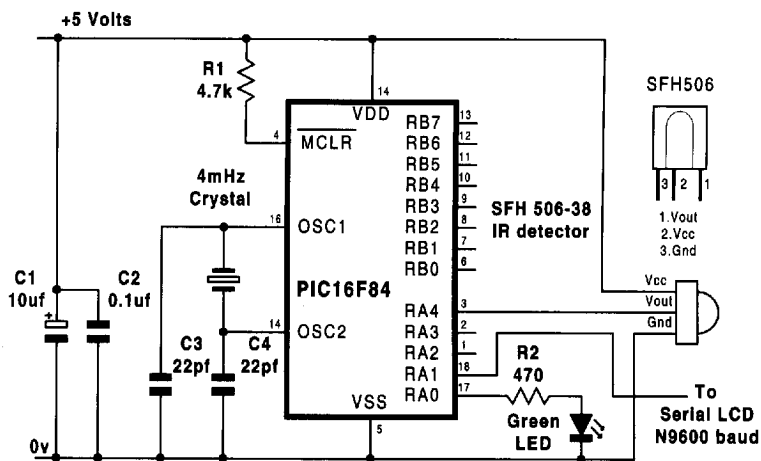 +5 Volts
R1
4.7k
4
MCLR
14
VDD
RB7
13
RB6
12
RB5
11
RB4
10
RB3
9
RB2
8
RB1
7
RB0
6
4mHz
Crystal
16
OSC1
PIC16F84
14
OSC2
RA4
3
RA3
2
RA2
1
RA1
18
RA0
17
VSS
5
C1
10uf
+
C2
0.1uf
C3
22pf
C4
22pf
0v
SFH 506-38
IR detector
SFH506
3 2 1
1.Vout
2.Vcc
3.Gnd
Vcc
Vout
Gnd
R2
470
Green
LED
To
Serial LCD
N9600 baud